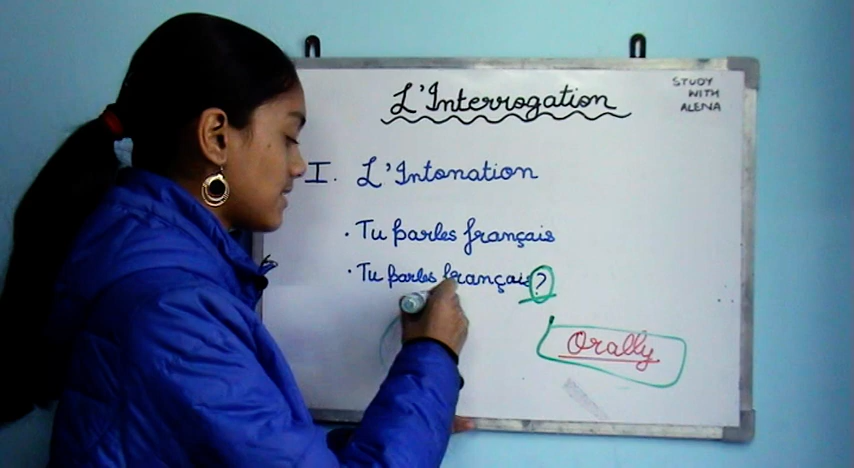 L'Interrogation
STUDY
WITH
ALENA
I. L'Intonation
· Tu parles français
· Tu parles français?
Orally